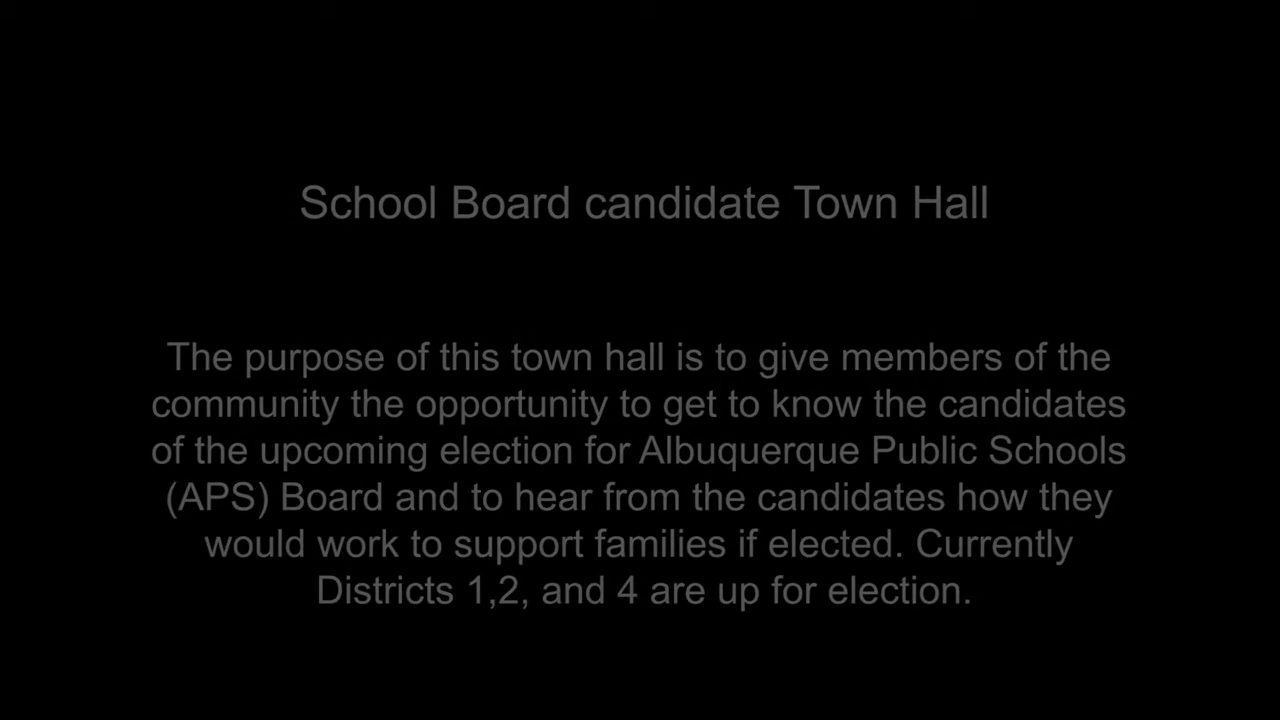 School Board candidate Town Hall
The purpose of this town hall is to give members of the
community the opportunity to get to know the candidates
of the upcoming election for Albuquerque Public Schools
(APS) Board and to hear from the candidates how they
would work to support families if elected. Currently
Districts 1,2, and 4 are up for election.